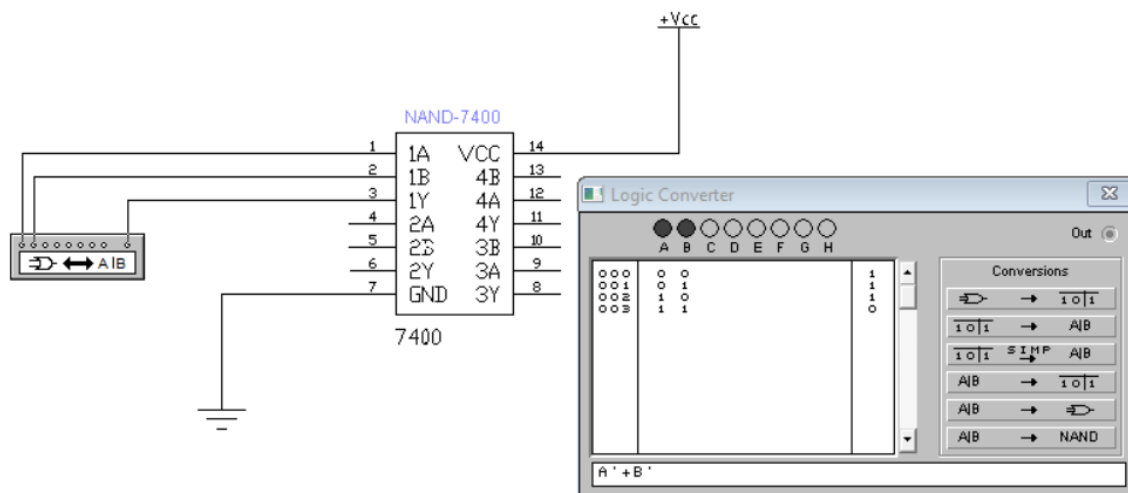 +Vcc
NAND-7400
1 1A VCC 14
2 1B 4B 13
3 1Y 4A 12
4 2A 4Y 11
5 2B 3B 10
6 2Y 3A 9
7 GND 3Y 8
7400
A|B
Logic Converter
A B C D E F G H
Out
000 0 0 1
001 0 1 1
002 1 0 1
003 1 1 0
Conversions
→ 1 0|1
1 0|1 → A|B
1 0|1 SIMP → A|B
A|B → 1 0|1
A|B →
A|B → NAND
A'+B'